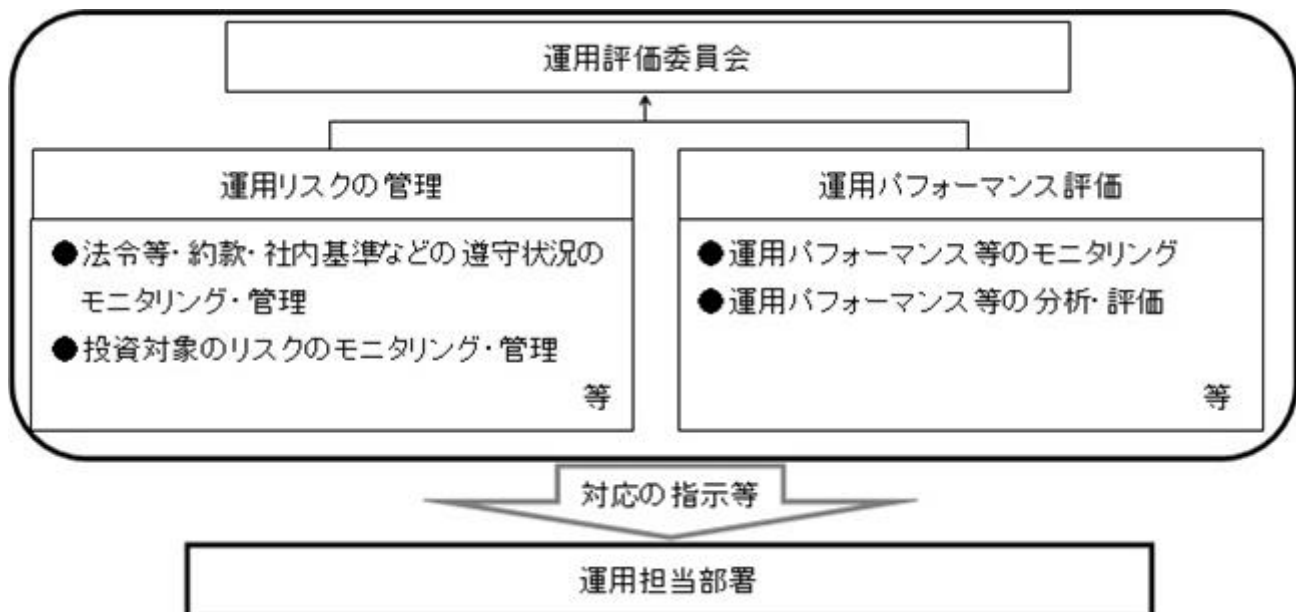 運用評価委員会
運用リスクの管理
●法令等・約款・社内基準などの遵守状況の
モニタリング・管理
●投資対象のリスクのモニタリング・管理
等
運用パフォーマンス評価
●運用パフォーマンス等のモニタリング
●運用パフォーマンス等の分析・評価
等
対応の指示等
運用担当部署